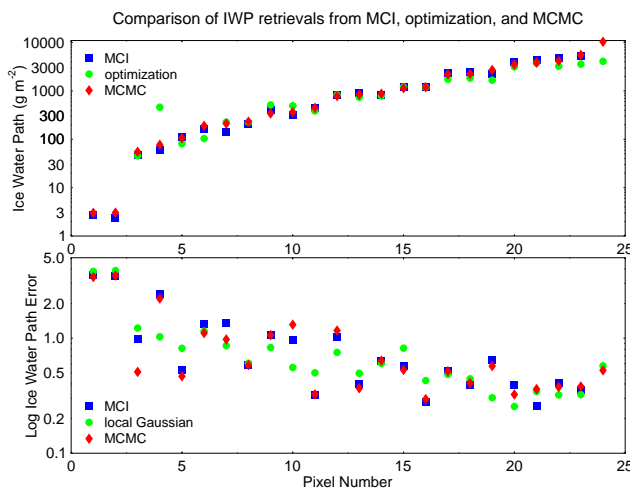 Comparison of IWP retrievals from MCI, optimization, and MCMC
Ice Water Path (g m-2)
10000
3000
1000
300
100
30
10
3
1
MCI
optimization
MCMC
0
5
10
15
20
25
Log Ice Water Path Error
5.0
1.0
0.5
0.2
0.1
MCI
local Gaussian
MCMC
0
5
10
15
20
25
Pixel Number